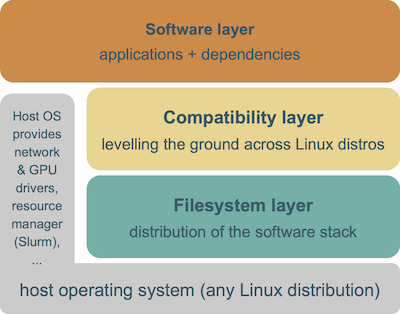 Software layer
applications + dependencies
Host OS
provides
network
& GPU
drivers,
resource
manager
(Slurm),
...
Compatibility layer
levelling the ground across Linux distros
Filesystem layer
distribution of the software stack
host operating system (any Linux distribution)